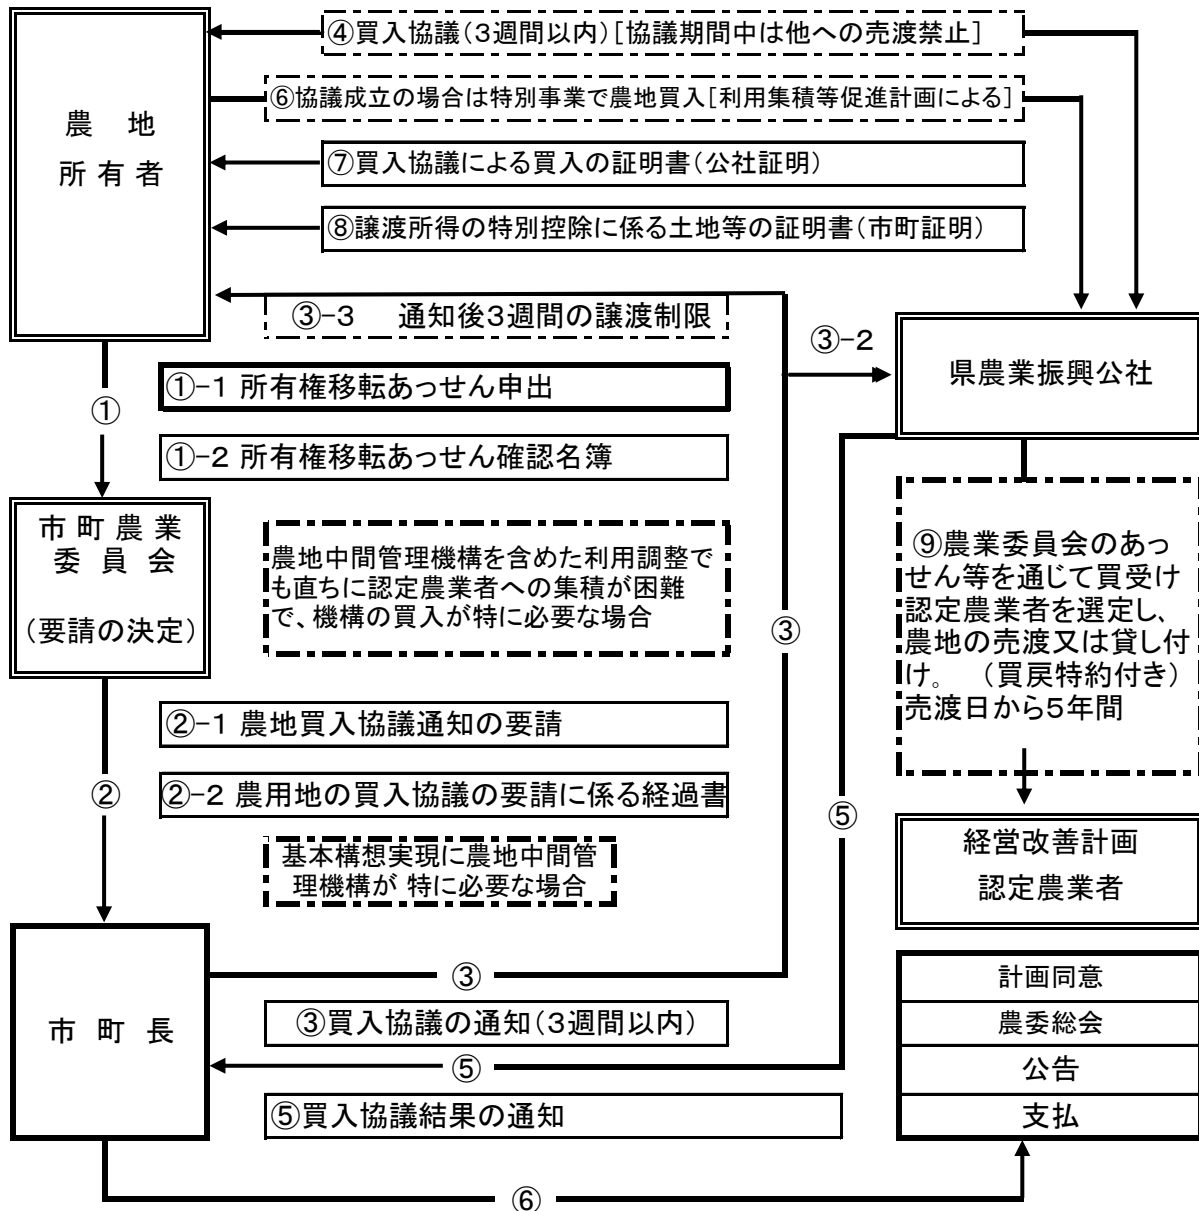 ④買入協議(3週間以内)[協議期間中は他への売渡禁止]
⑥協議成立の場合は特別事業で農地買入[利用集積等促進計画による]
農　地
所有者
⑦買入協議による買入の証明書(公社証明)
⑧譲渡所得の特別控除に係る土地等の証明書(市町証明)
③-3　通知後3週間の譲渡制限
③-2
県農業振興公社
①
①-1 所有権移転あっせん申出
①-2 所有権移転あっせん確認名簿
市町農業
委員会
(要請の決定)
農地中間管理機構を含めた利用調整で
も直ちに認定農業者への集積が困難
で、機構の買入が特に必要な場合
③
⑨農業委員会のあっ
せん等を通じて買受け
認定農業者を選定し、
農地の売渡又は貸し付
け。　(買戻特約付き)
売渡日から5年間
②
②-1 農地買入協議通知の要請
②-2 農用地の買入協議の要請に係る経過書
⑤
基本構想実現に農地中間管
理機構が 特に必要な場合
経営改善計画
認定農業者
市町長
③
③買入協議の通知(3週間以内)
⑤
⑤買入協議結果の通知
計画同意
農委総会
公告
支払
⑥